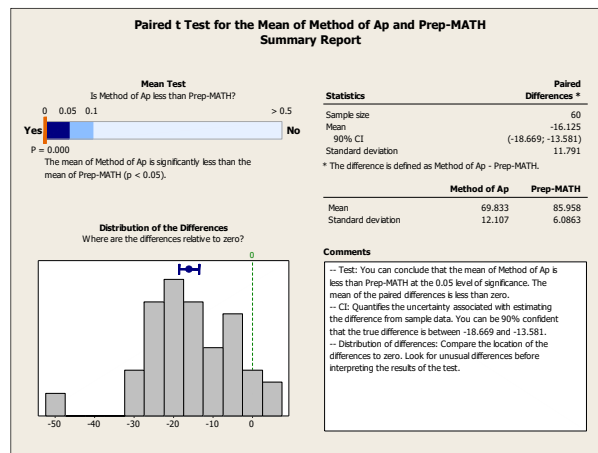 Paired t Test for the Mean of Method of Ap and Prep-MATH
Summary Report
Mean Test
Is Method of Ap less than Prep-MATH?
0 0.05 0.1 > 0.5
Yes No
P = 0.000
The mean of Method of Ap is significantly less than the
mean of Prep-MATH (p < 0.05).
Distribution of the Differences
Where are the differences relative to zero?
0
-50 -40 -30 -20 -10 0
Paired
Statistics Differences *
Sample size 60
Mean -16.125
90% CI (-18.669; -13.581)
Standard deviation 11.791
* The difference is defined as Method of Ap - Prep-MATH.
Method of Ap Prep-MATH
Mean 69.833 85.958
Standard deviation 12.107 6.0863
Comments
-- Test: You can conclude that the mean of Method of Ap is
less than Prep-MATH at the 0.05 level of significance. The
mean of the paired differences is less than zero.
-- CI: Quantifies the uncertainty associated with estimating
the difference from sample data. You can be 90% confident
that the true difference is between -18.669 and -13.581.
-- Distribution of differences: Compare the location of the
differences to zero. Look for unusual differences before
interpreting the results of the test.